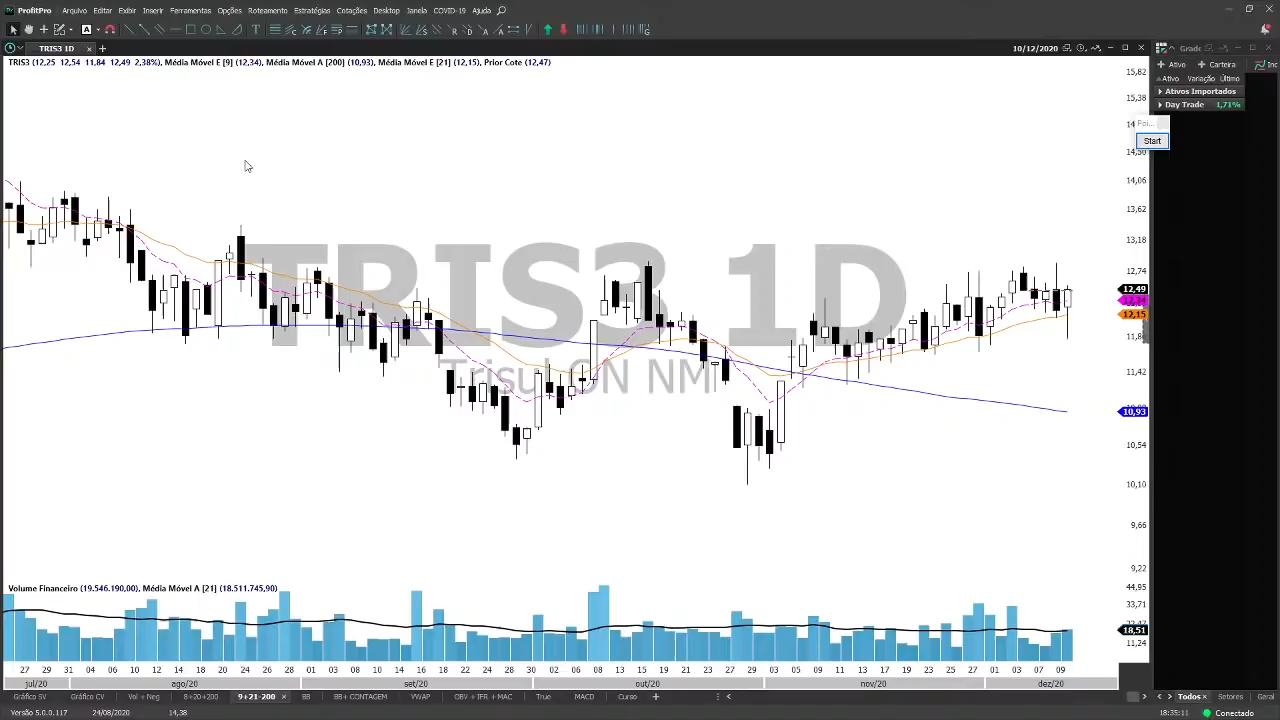 ProfitPro Arquivo Editar Exibir Inserir Ferramentas Opções Roteamento Estratégias Cotações Desktop Janela COVID-19 Ajuda
TRIS3 1D
10/12/2020
Grade
TRIS3 (12,25 12,54 11,84 12,49 2,38%), Média Móvel E [9] (12,34), Média Móvel A [200] (10,93), Média Móvel E [21] (12,15), Prior Cote (12,47)
Ativo Carteira
Ativo Variação Último
Ativos Importados
Day Trade 1,71%
Start
15,82
15,38
14,50
14,06
13,62
13,18
12,74
12,49
12,34
12,15
11,42
10,93
10,54
10,10
9,66
9,22
TRIS3 1D
Trisul ON NM
Volume Financeiro (19.546.190,00), Média Móvel A [21] (18.511.745,90)
44,95
33,71
18,51
11,24
27 29 31 04 06 10 12 14 18 20 24 26 28 01 03 08 10 14 16 18 22 24 28 30 02 06 08 13 15 19 21 23 27 29 03 05 09 11 13 17 19 23 25 27 01 03 07 09
jul/20 ago/20 set/20 out/20 nov/20 dez/20
Gráfico SV Gráfico CV Vol + Neg 8+20+200 9+21-200 BB BB+ CONTAGEM VWAP OBV + IFR + MAC True MACD Curso
Todos Setores Geral
Versão 5.0.0.117 24/08/2020 14,38
18:35:11 Conectado